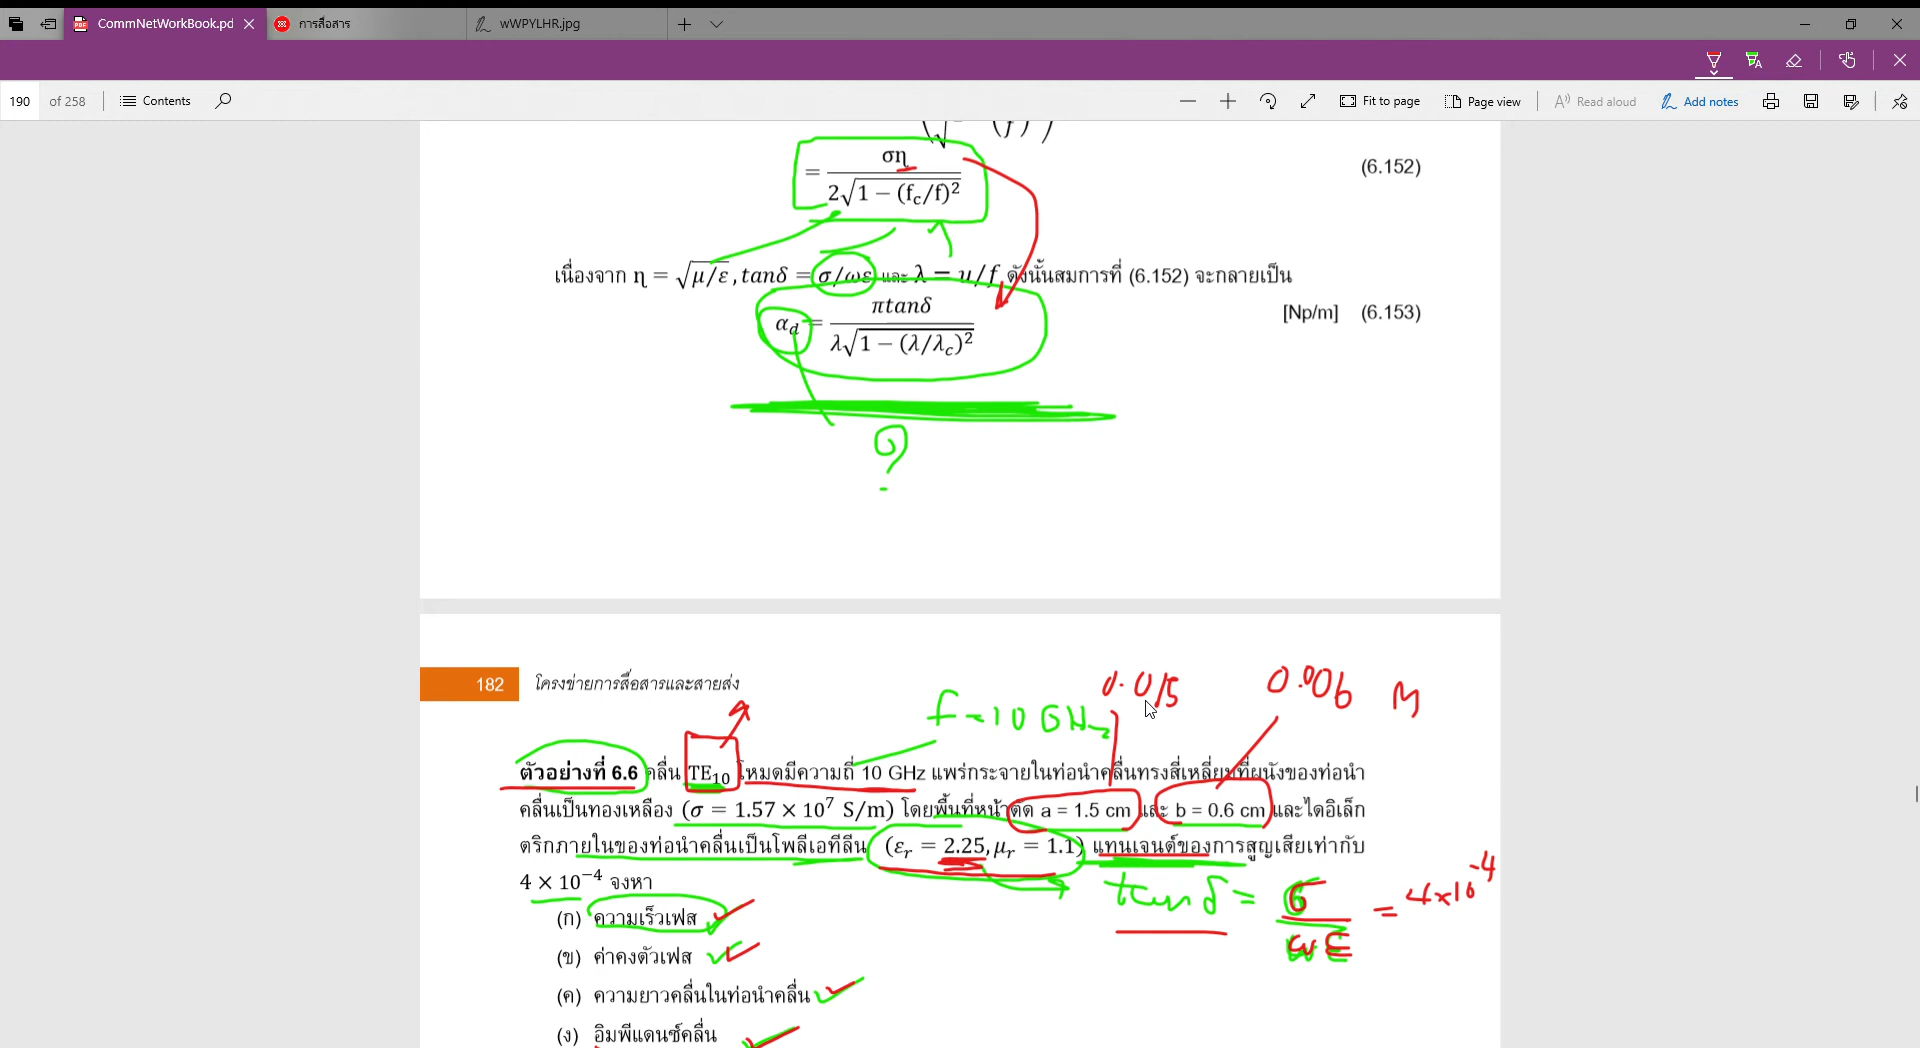 CommNetWorkBook.pd
การสื่อสาร
wWPYLHR.jpg
190 of 258 Contents Fit to page Page view Read aloud Add notes
= ση / 2√1 − (fc/f)² (6.152)
เนื่องจาก η = √μ/ε, tanδ = σ/ωε และ λ = u/f ดังนั้นสมการที่ (6.152) จะกลายเป็น
αd = πtanδ / λ√1 − (λ/λc)² [Np/m] (6.153)
?
182 โครงข่ายการสื่อสารและสายส่ง
f = 10 GHz 0.015 0.006 M
ตัวอย่างที่ 6.6 คลื่น TE10 โหมดมีความถี่ 10 GHz แพร่กระจายในท่อนำคลื่นทรงสี่เหลี่ยมที่ผนังของท่อนำ
คลื่นเป็นทองเหลือง (σ = 1.57 × 10⁷ S/m) โดยพื้นที่หน้าตัด a = 1.5 cm และ b = 0.6 cm และไดอิเล็ก
ตริกภายในของท่อนำคลื่นเป็นโพลีเอทีลีน (εr = 2.25, μr = 1.1) แทนเจนต์ของการสูญเสียเท่ากับ
4 × 10⁻⁴ จงหา
tan δ = σ / ωε = 4×10⁻⁴
(ก) ความเร็วเฟส
(ข) ค่าคงตัวเฟส
(ค) ความยาวคลื่นในท่อนำคลื่น
(ง) อิมพีแดนซ์คลื่น